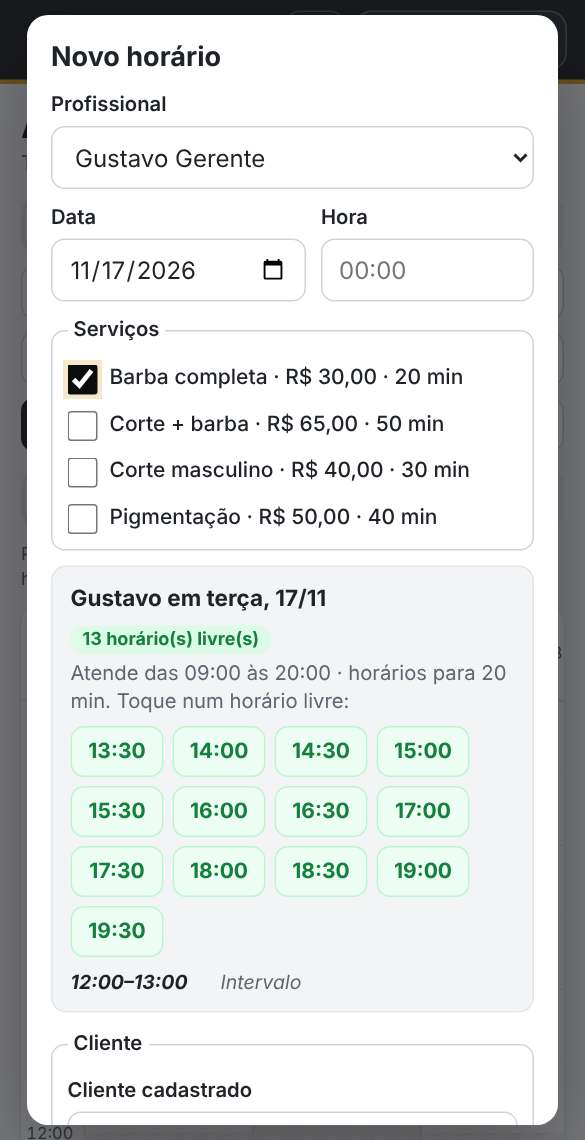 Novo horário
Profissional
Gustavo Gerente
Data Hora
11/17/2026 00:00
Serviços
Barba completa · R$ 30,00 · 20 min
Corte + barba · R$ 65,00 · 50 min
Corte masculino · R$ 40,00 · 30 min
Pigmentação · R$ 50,00 · 40 min
Gustavo em terça, 17/11
13 horário(s) livre(s)
Atende das 09:00 às 20:00 · horários para 20
min. Toque num horário livre:
13:30 14:00 14:30 15:00
15:30 16:00 16:30 17:00
17:30 18:00 18:30 19:00
19:30
12:00–13:00 Intervalo
Cliente
Cliente cadastrado
12:00